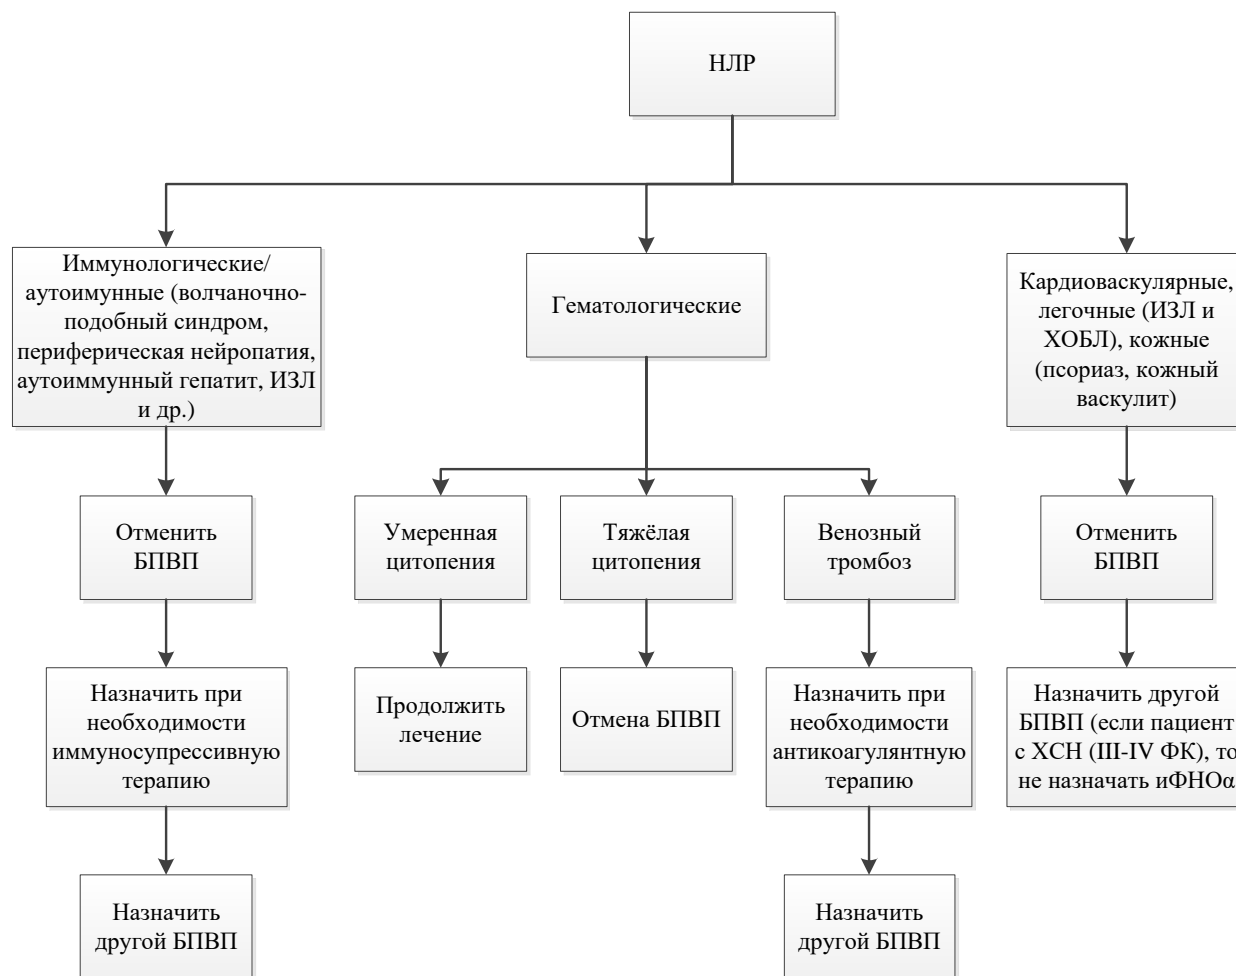 НЛР
Иммунологические/
аутоимунные (волчаночно-
подобный синдром,
периферическая нейропатия,
аутоиммунный гепатит, ИЗЛ
и др.)
Гематологические
Кардиоваскулярные,
легочные (ИЗЛ и
ХОБЛ), кожные
(псориаз, кожный
васкулит)
Отменить
БПВП
Умеренная
цитопения
Тяжёлая
цитопения
Венозный
тромбоз
Отменить
БПВП
Назначить при
необходимости
иммуносупрессивную
терапию
Продолжить
лечение
Отмена БПВП
Назначить при
необходимости
антикоагулянтную
терапию
Назначить другой
БПВП (если пациент
с ХСН (III-IV ФК), то
не назначать иФНОα
Назначить
другой БПВП
Назначить
другой БПВП